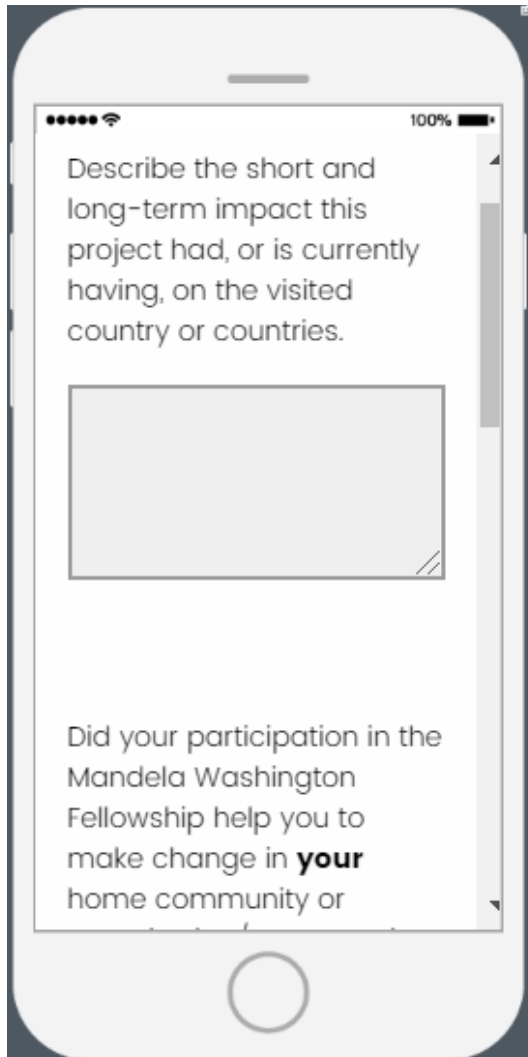 100%
Describe the short and
long-term impact this
project had, or is currently
having, on the visited
country or countries.
Did your participation in the
Mandela Washington
Fellowship help you to
make change in your
home community or